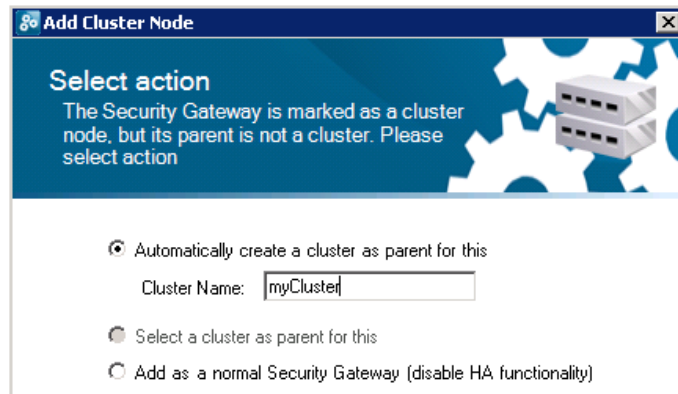 Add Cluster Node
Select action
The Security Gateway is marked as a cluster
node, but its parent is not a cluster. Please
select action
Automatically create a cluster as parent for this
Cluster Name: myCluster
Select a cluster as parent for this
Add as a normal Security Gateway (disable HA functionality)